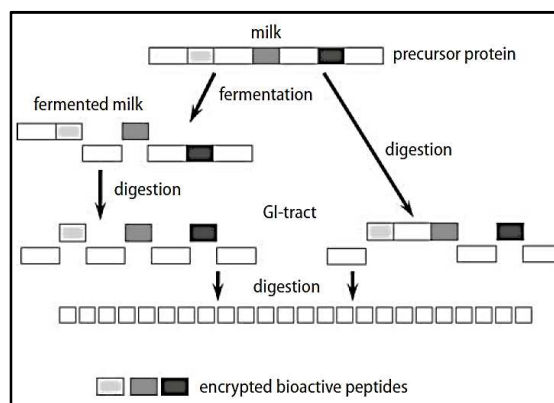 milk
precursor protein
fermentation
fermented milk
digestion
digestion
GI-tract
digestion
encrypted bioactive peptides